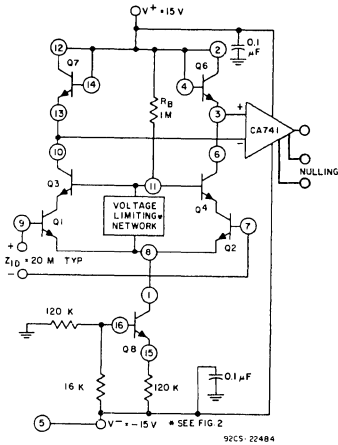 V+ = 15 V
12
2
0.1
μF
Q7
Q6
14
4
RB
1M
13
3
+
CA741
−
10
6
NULLING
Q3
11
Q4
VOLTAGE
LIMITING*
NETWORK
9
Q1
7
Q2
8
+
ZID = 20 M TYP
−
1
120 K
16
Q8
15
16 K
120 K
0.1 μF
5
V− = −15 V
* SEE FIG. 2
92CS-22484